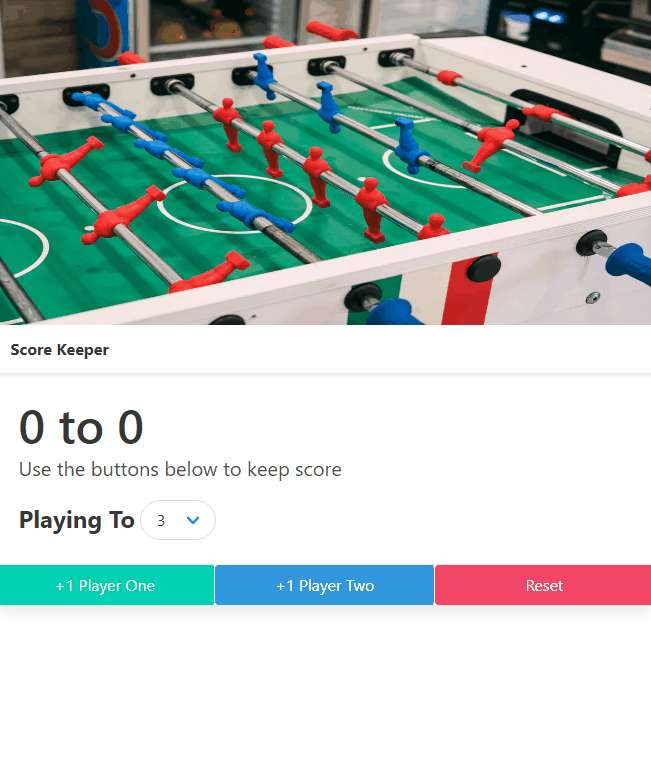 Score Keeper
0 to 0
Use the buttons below to keep score
Playing To 3
+1 Player One +1 Player Two Reset